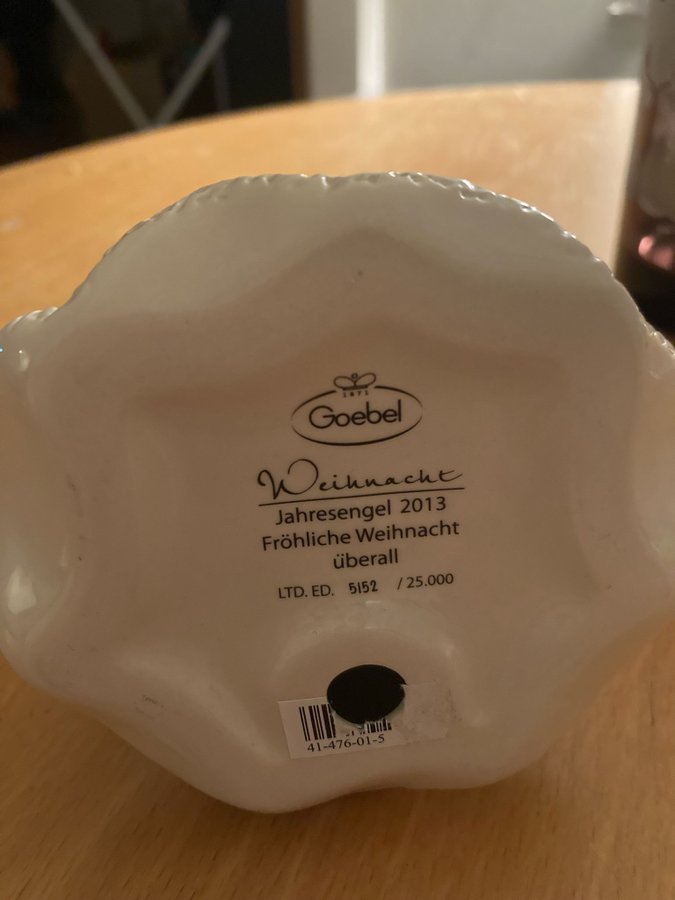 1871
Goebel
Weihnacht
Jahresengel 2013
Fröhliche Weihnacht
überall
LTD. ED. 5152 / 25.000
41-476-01-5